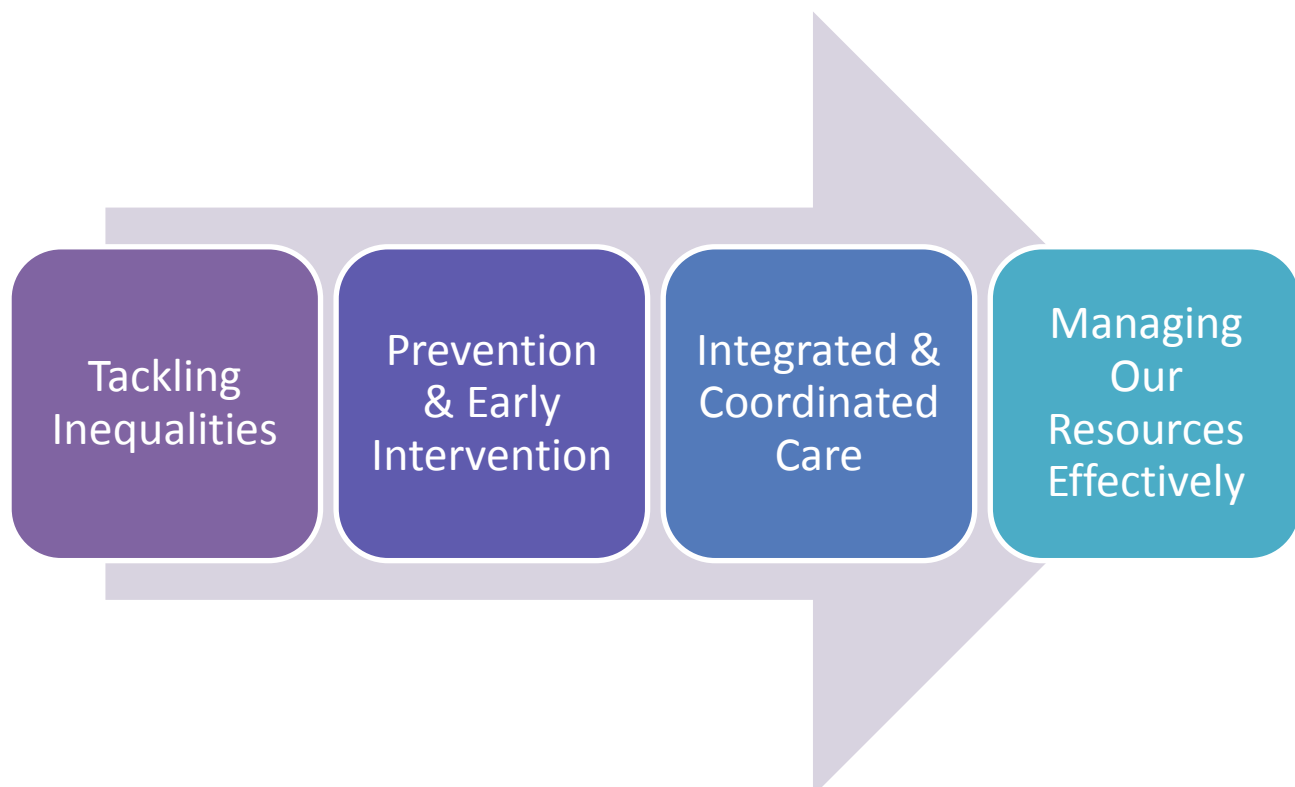 Tackling
Inequalities
Prevention
& Early
Intervention
Integrated &
Coordinated
Care
Managing
Our
Resources
Effectively